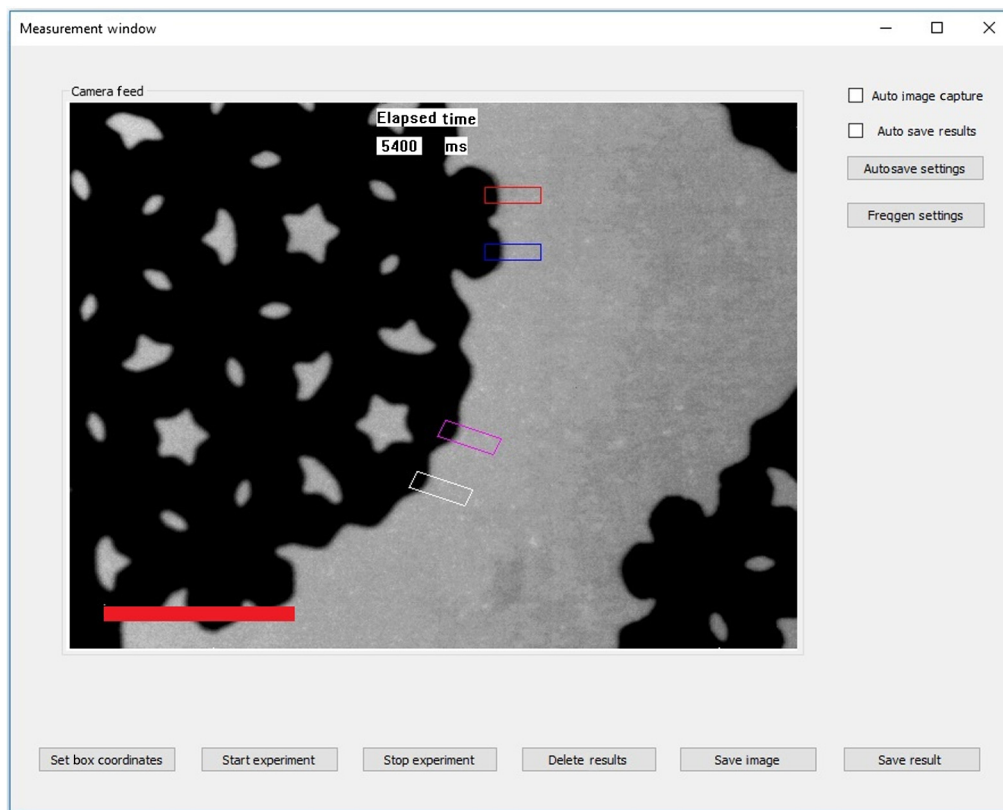 Measurement window
Camera feed
Elapsed time
5400 ms
Auto image capture
Auto save results
Autosave settings
Freqgen settings
Set box coordinates
Start experiment
Stop experiment
Delete results
Save image
Save result